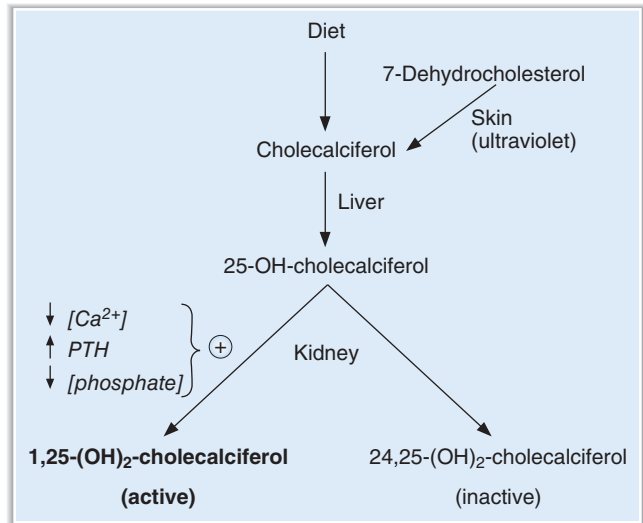 Diet
7-Dehydrocholesterol
Skin
(ultraviolet)
Cholecalciferol
Liver
25-OH-cholecalciferol
↓ [Ca²⁺]
↑ PTH
↓ [phosphate]
+
Kidney
1,25-(OH)₂-cholecalciferol
(active)
24,25-(OH)₂-cholecalciferol
(inactive)